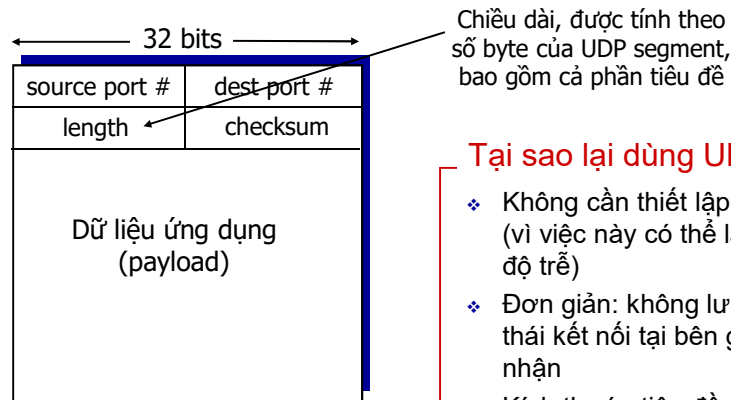 32 bits
source port #
dest port #
length
checksum
Dữ liệu ứng dụng
(payload)
Chiều dài, được tính theo
số byte của UDP segment,
bao gồm cả phần tiêu đề
Tại sao lại dùng
Không cần thiết lập
(vì việc này có thể
độ trễ)
Đơn giản: không
thái kết nối tại bên
nhận